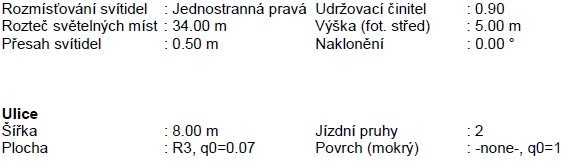 Rozmísťování svítidel : Jednostranná pravá Udržovací činitel : 0.90
Rozteč světelných míst : 34.00 m Výška (fot. střed) : 5.00 m
Přesah svítidel : 0.50 m Naklonění : 0.00 °
Ulice
Šířka : 8.00 m Jízdní pruhy : 2
Plocha : R3, q0=0.07 Povrch (mokrý) : -none-, q0=1